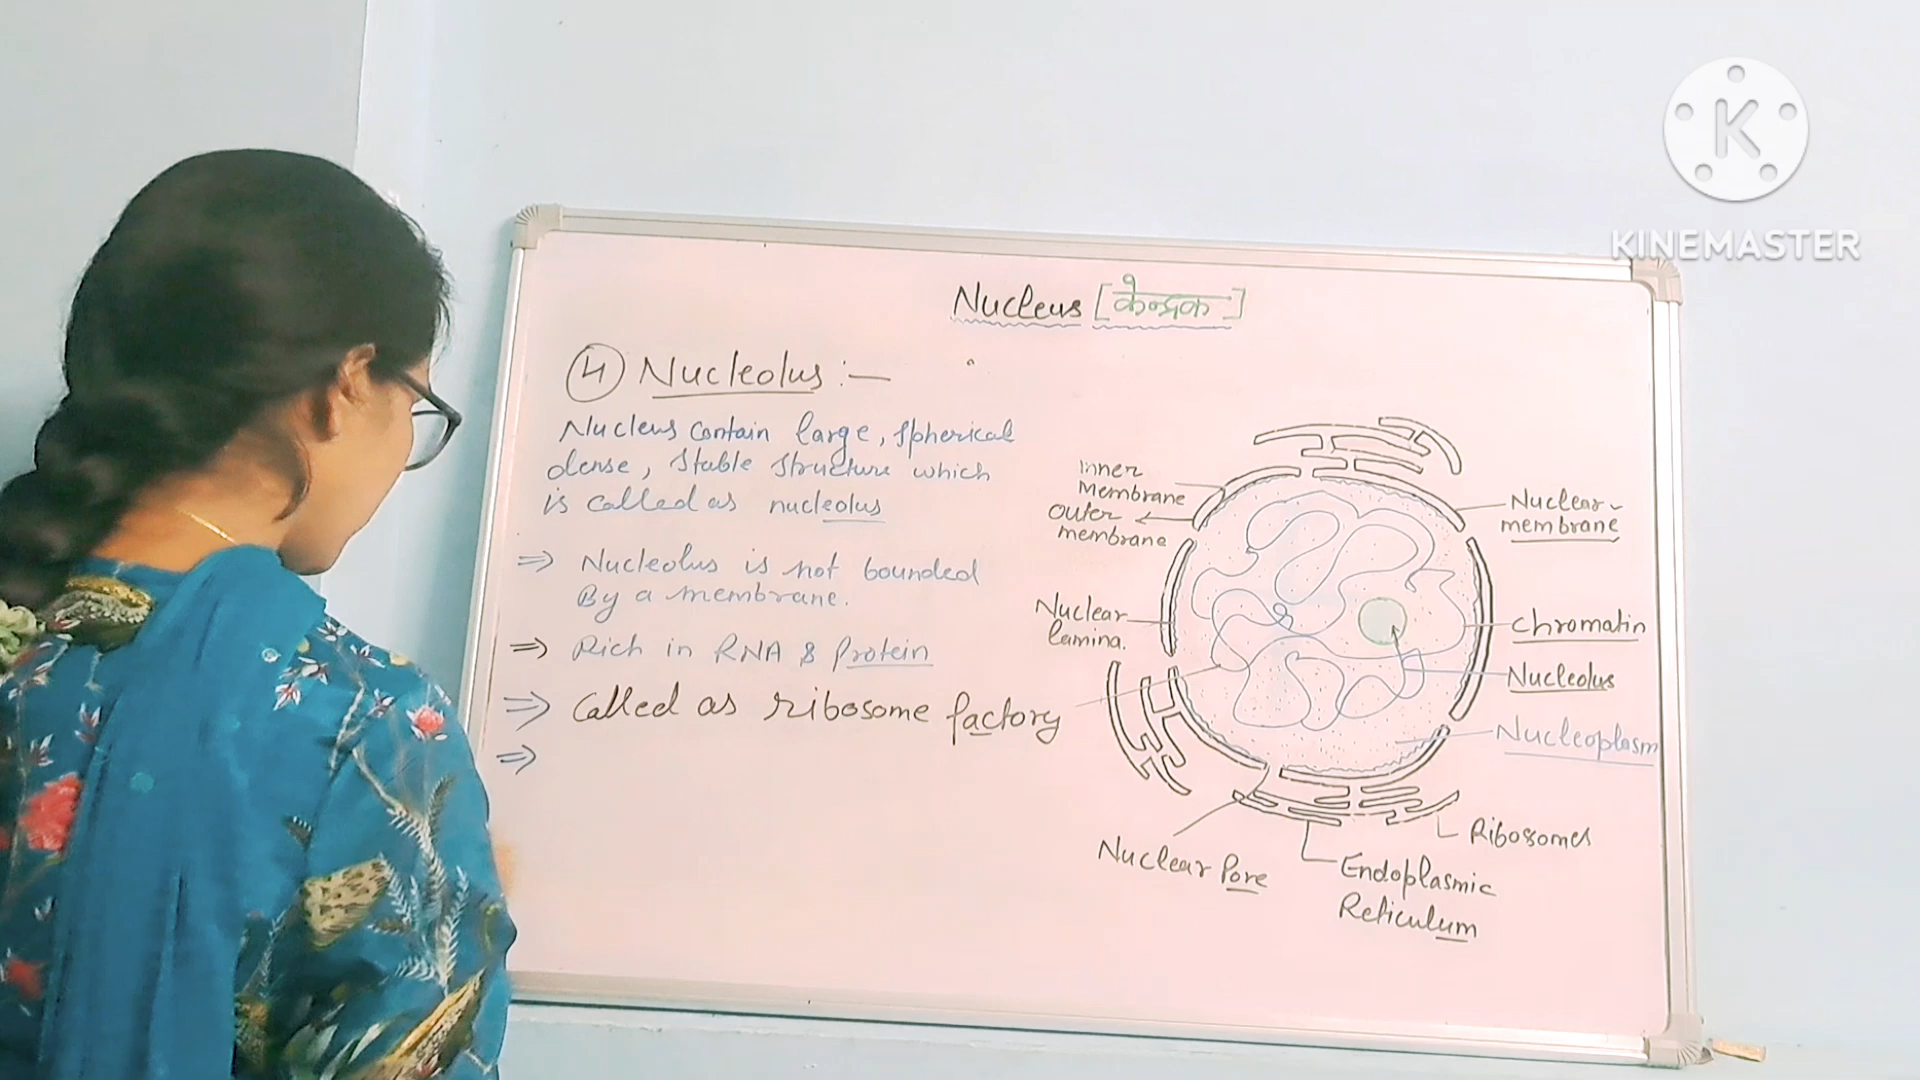 KINEMASTER
Nucleus [केन्द्रक]
4 Nucleolus :—
Nucleus contain large, spherical
dense, stable structure which
is called as nucleolus
⇒ Nucleolus is not bounded
By a membrane.
⇒ Rich in RNA & protein
⇒ Called as ribosome factory
⇒
inner
membrane
outer
membrane
Nuclear
lamina.
Nuclear-
membrane
chromatin
Nucleolus
Nucleoplasm
Ribosomes
Endoplasmic
Reticulum
Nuclear Pore